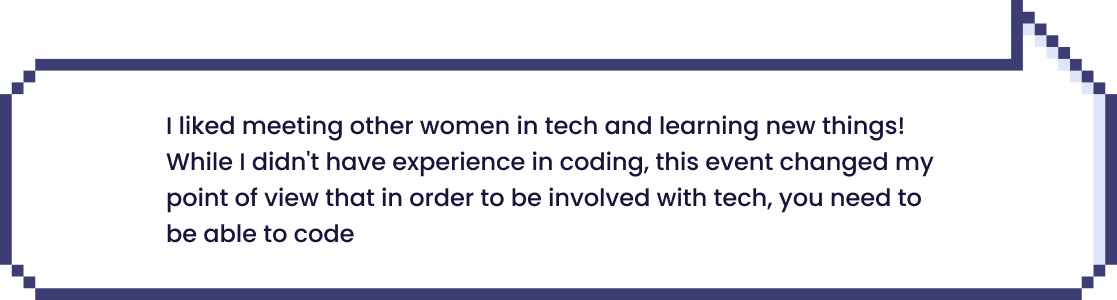 I liked meeting other women in tech and learning new things!
While I didn't have experience in coding, this event changed my
point of view that in order to be involved with tech, you need to
be able to code